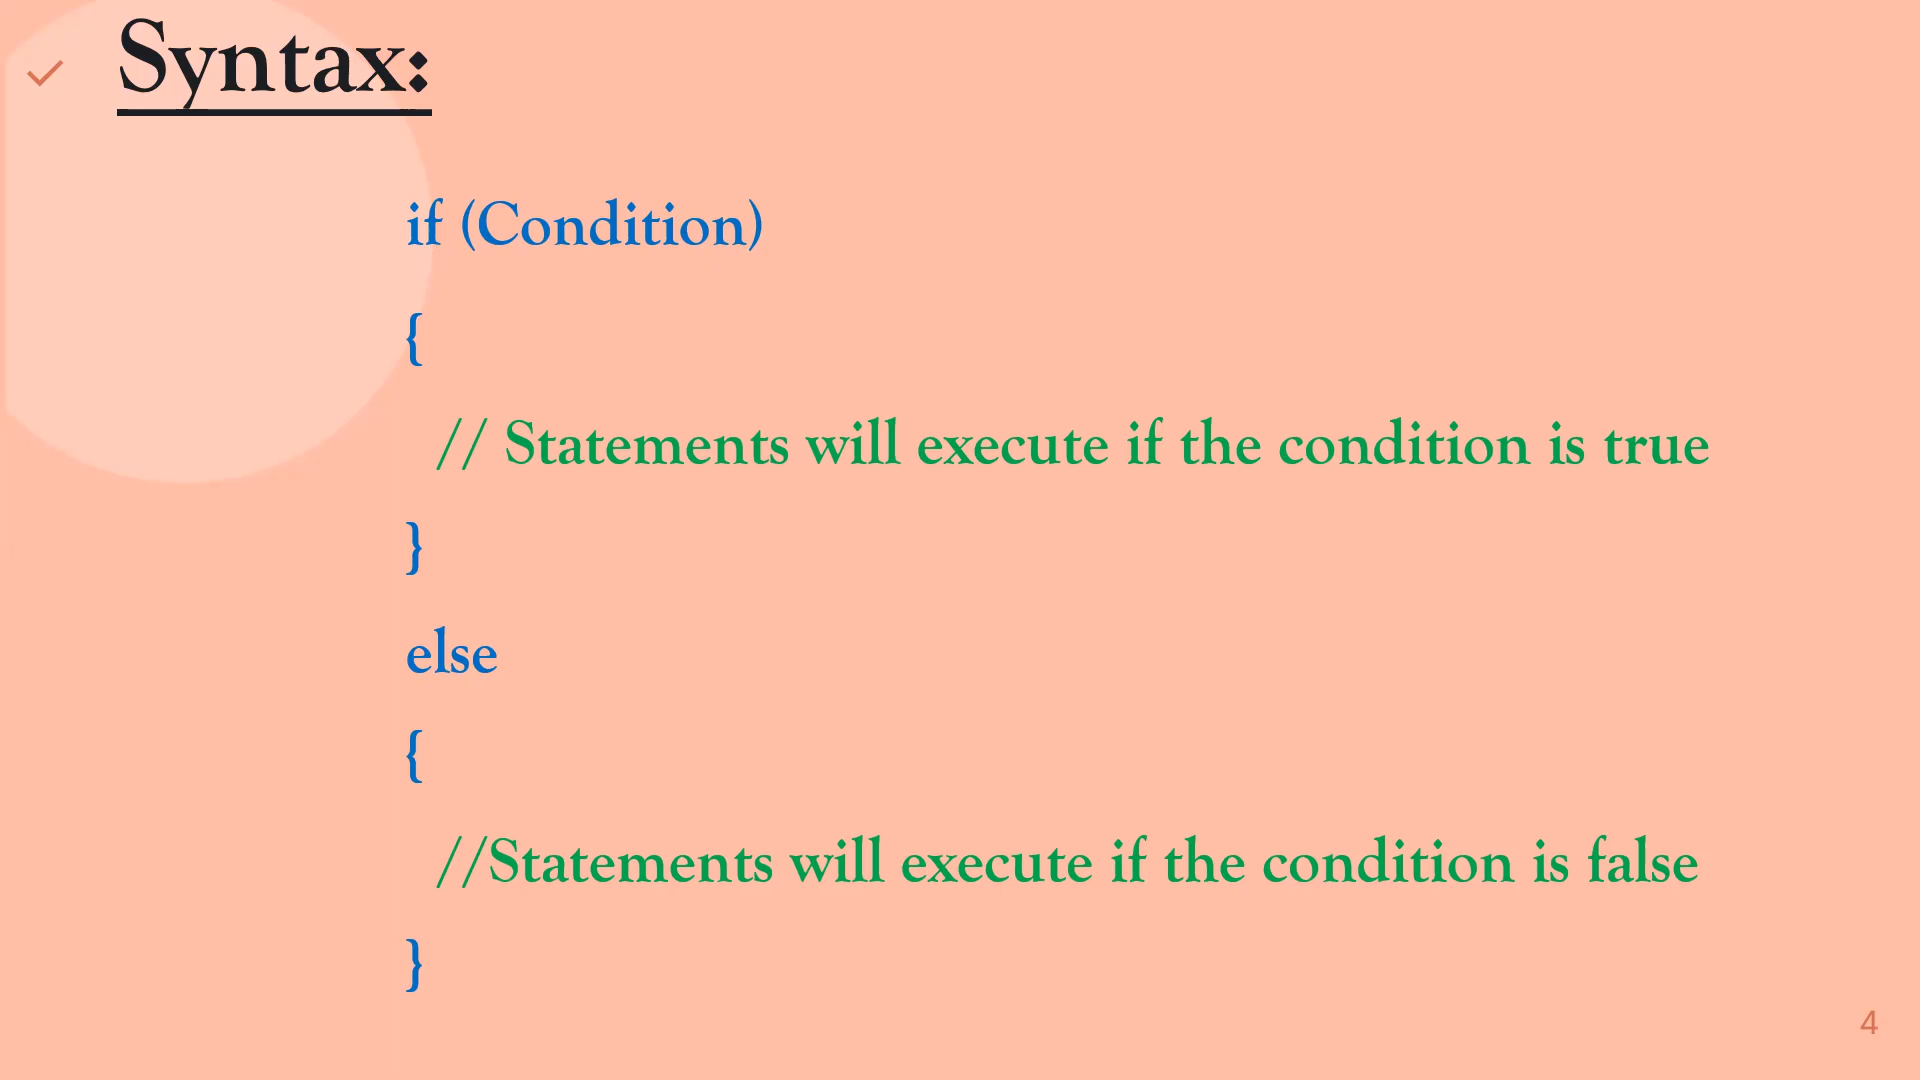 Syntax:
if (Condition)
{
// Statements will execute if the condition is true
}
else
{
//Statements will execute if the condition is false
}
4